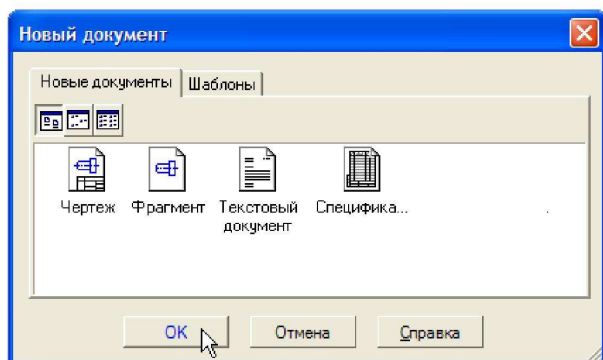 Новый документ
Новые документы Шаблоны
Чертеж Фрагмент Текстовый документ Специфика...
OK Отмена Справка